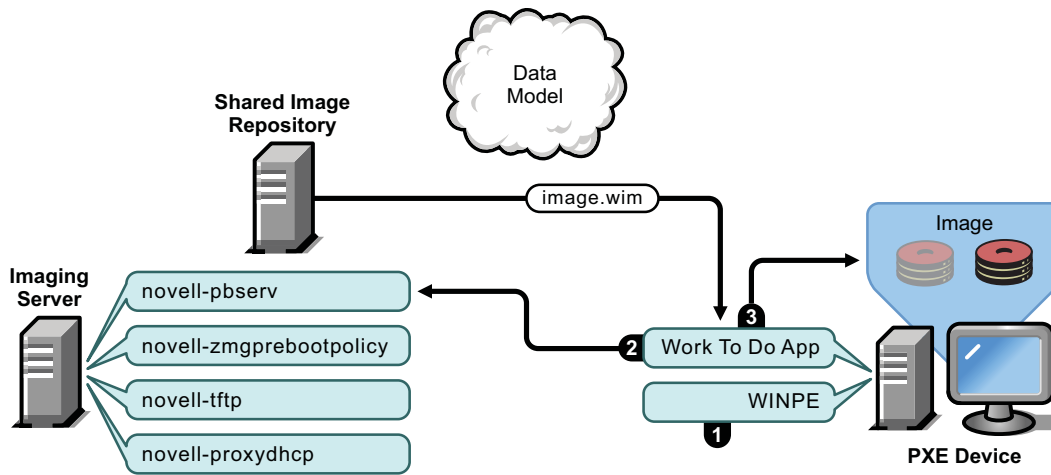 Data
Model
Shared Image
Repository
image.wim
Image
Imaging
Server
novell-pbserv
novell-zmgprebootpolicy
novell-tftp
novell-proxydhcp
3
2
Work To Do App
WINPE
1
PXE Device